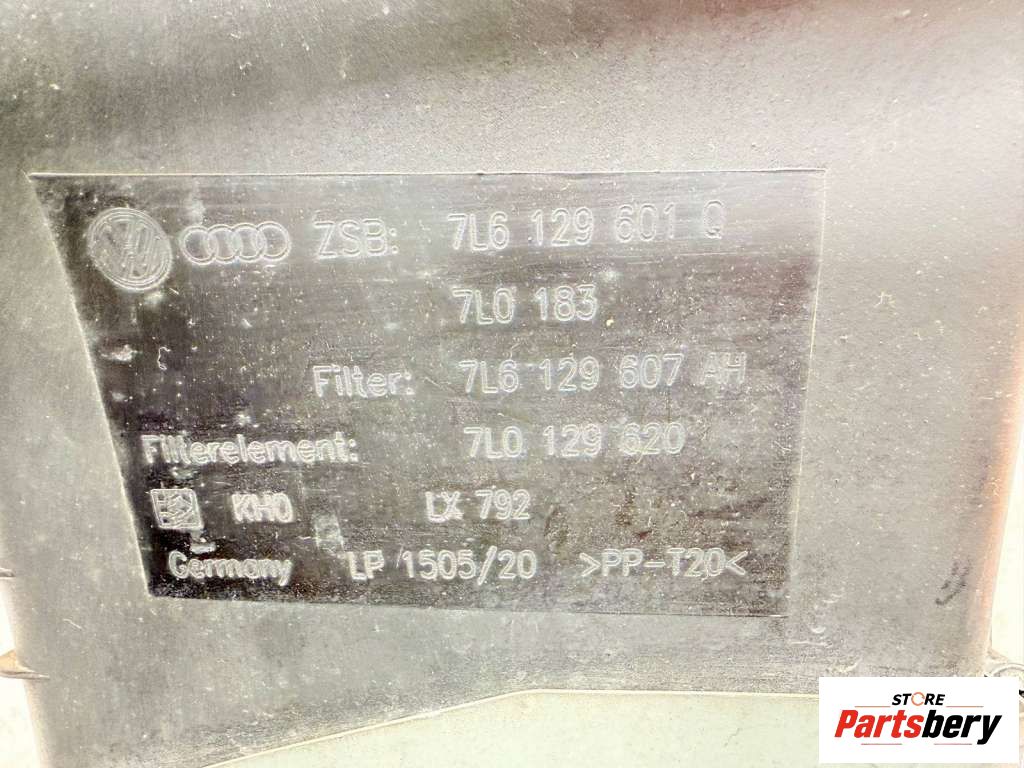 ZSB: 7L6 129 601 Q
7L0 183
Filter: 7L6 129 607 AH
Filterelement: 7L0 129 620
KH0 LX 792
Germany LP 1505/20 >PP-T20<
STORE
Partsbery